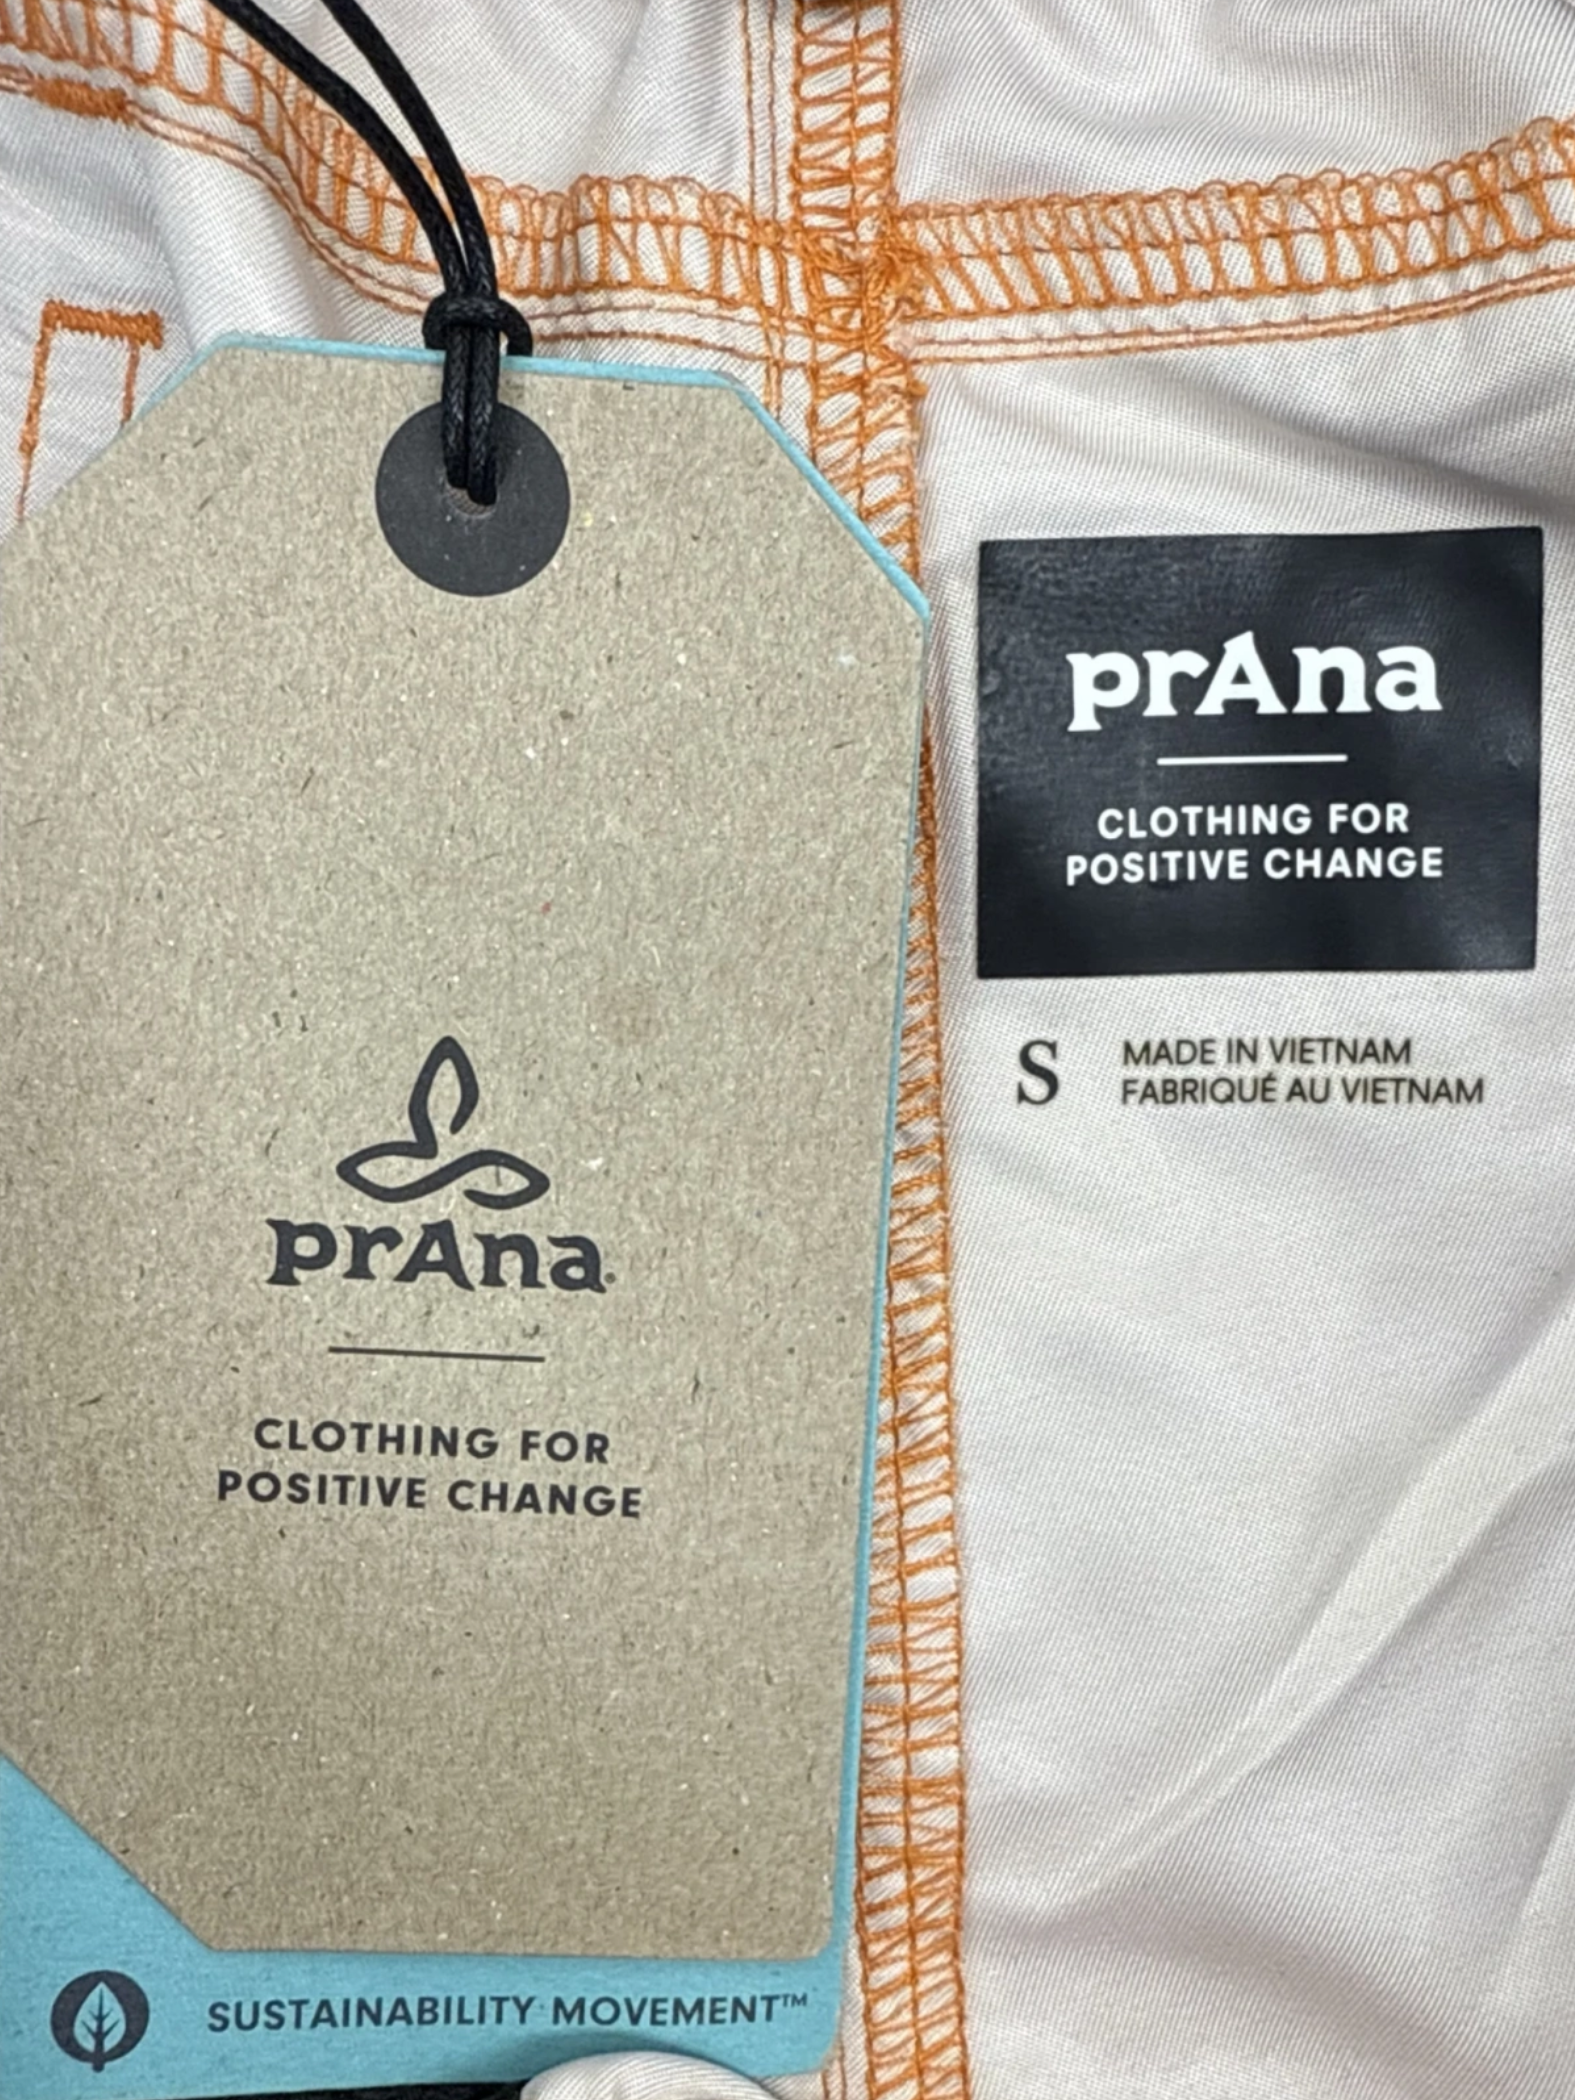 prAna
CLOTHING FOR
POSITIVE CHANGE
SUSTAINABILITY MOVEMENT™
prAna
CLOTHING FOR
POSITIVE CHANGE
S
MADE IN VIETNAM
FABRIQUÉ AU VIETNAM